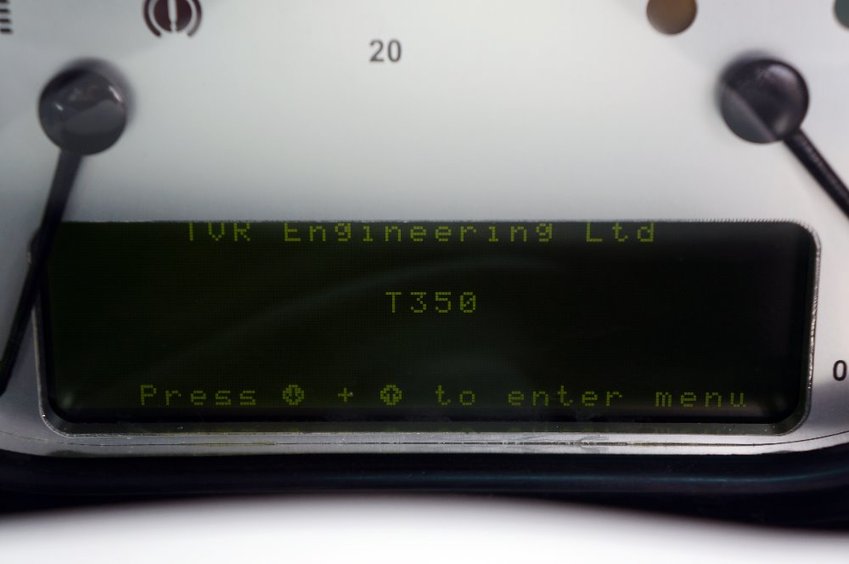 20
TVR Engineering Ltd
T350
0
Press + to enter menu